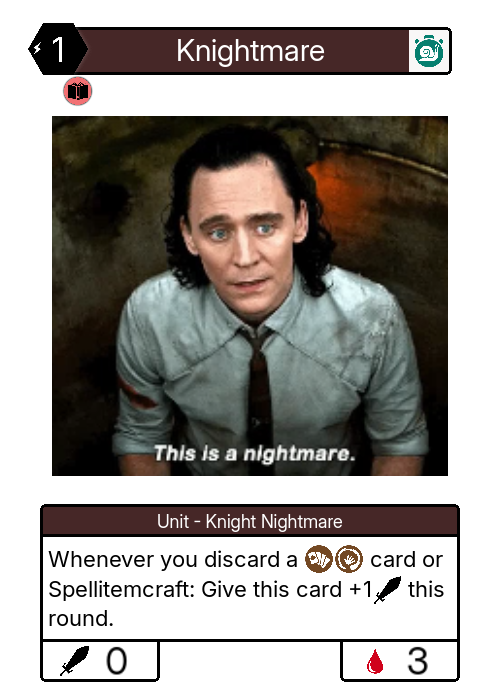 1
Knightmare
This is a nightmare.
Unit - Knight Nightmare
Whenever you discard a card or
Spellitemcraft: Give this card +1 this
round.
0
3